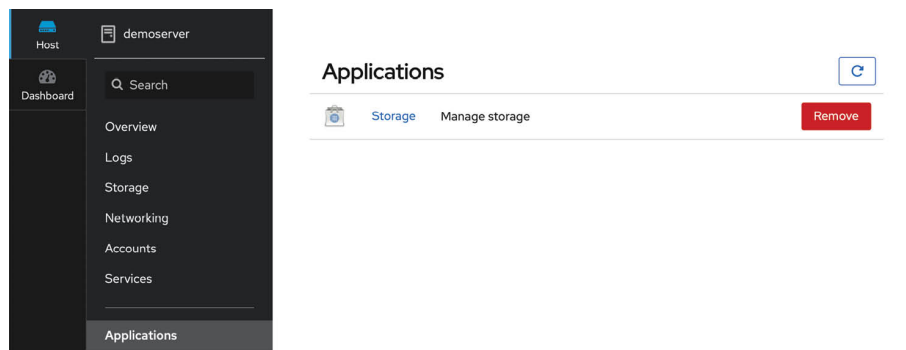 Host
Dashboard
demoserver
Search
Overview
Logs
Storage
Networking
Accounts
Services
Applications
Applications
Storage Manage storage Remove